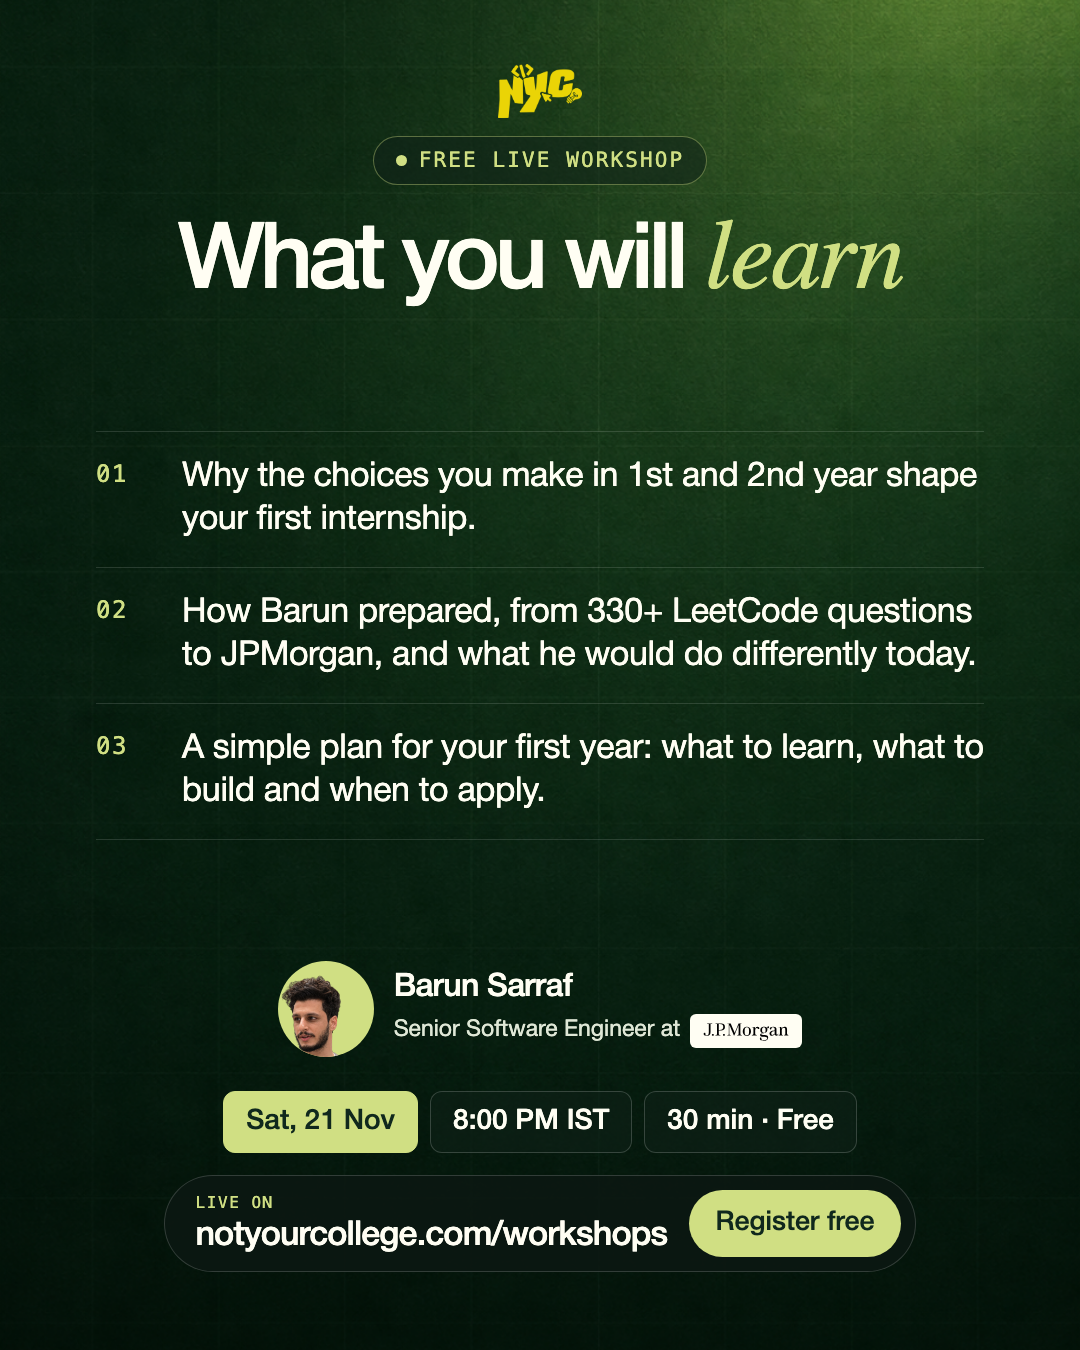 </> NYC
FREE LIVE WORKSHOP
What you will learn
01
Why the choices you make in 1st and 2nd year shape
your first internship.
02
How Barun prepared, from 330+ LeetCode questions
to JPMorgan, and what he would do differently today.
03
A simple plan for your first year: what to learn, what to
build and when to apply.
Barun Sarraf
Senior Software Engineer at J.P.Morgan
Sat, 21 Nov
8:00 PM IST
30 min · Free
LIVE ON
notyourcollege.com/workshops
Register free